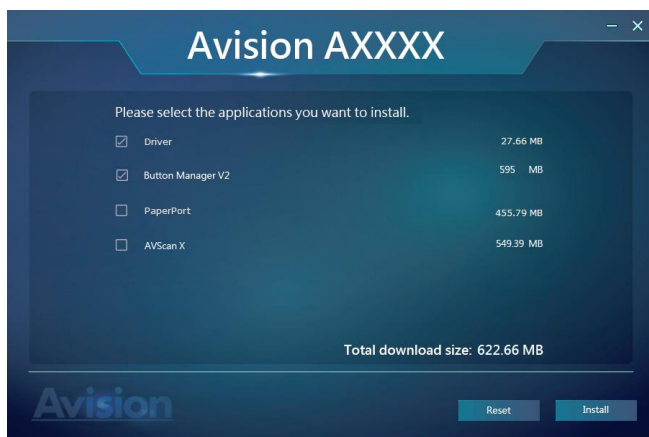 Avision AXXXX
Please select the applications you want to install.
Driver 27.66 MB
Button Manager V2 595 MB
PaperPort 455.79 MB
AVScan X 549.39 MB
Total download size: 622.66 MB
Avision
Reset Install